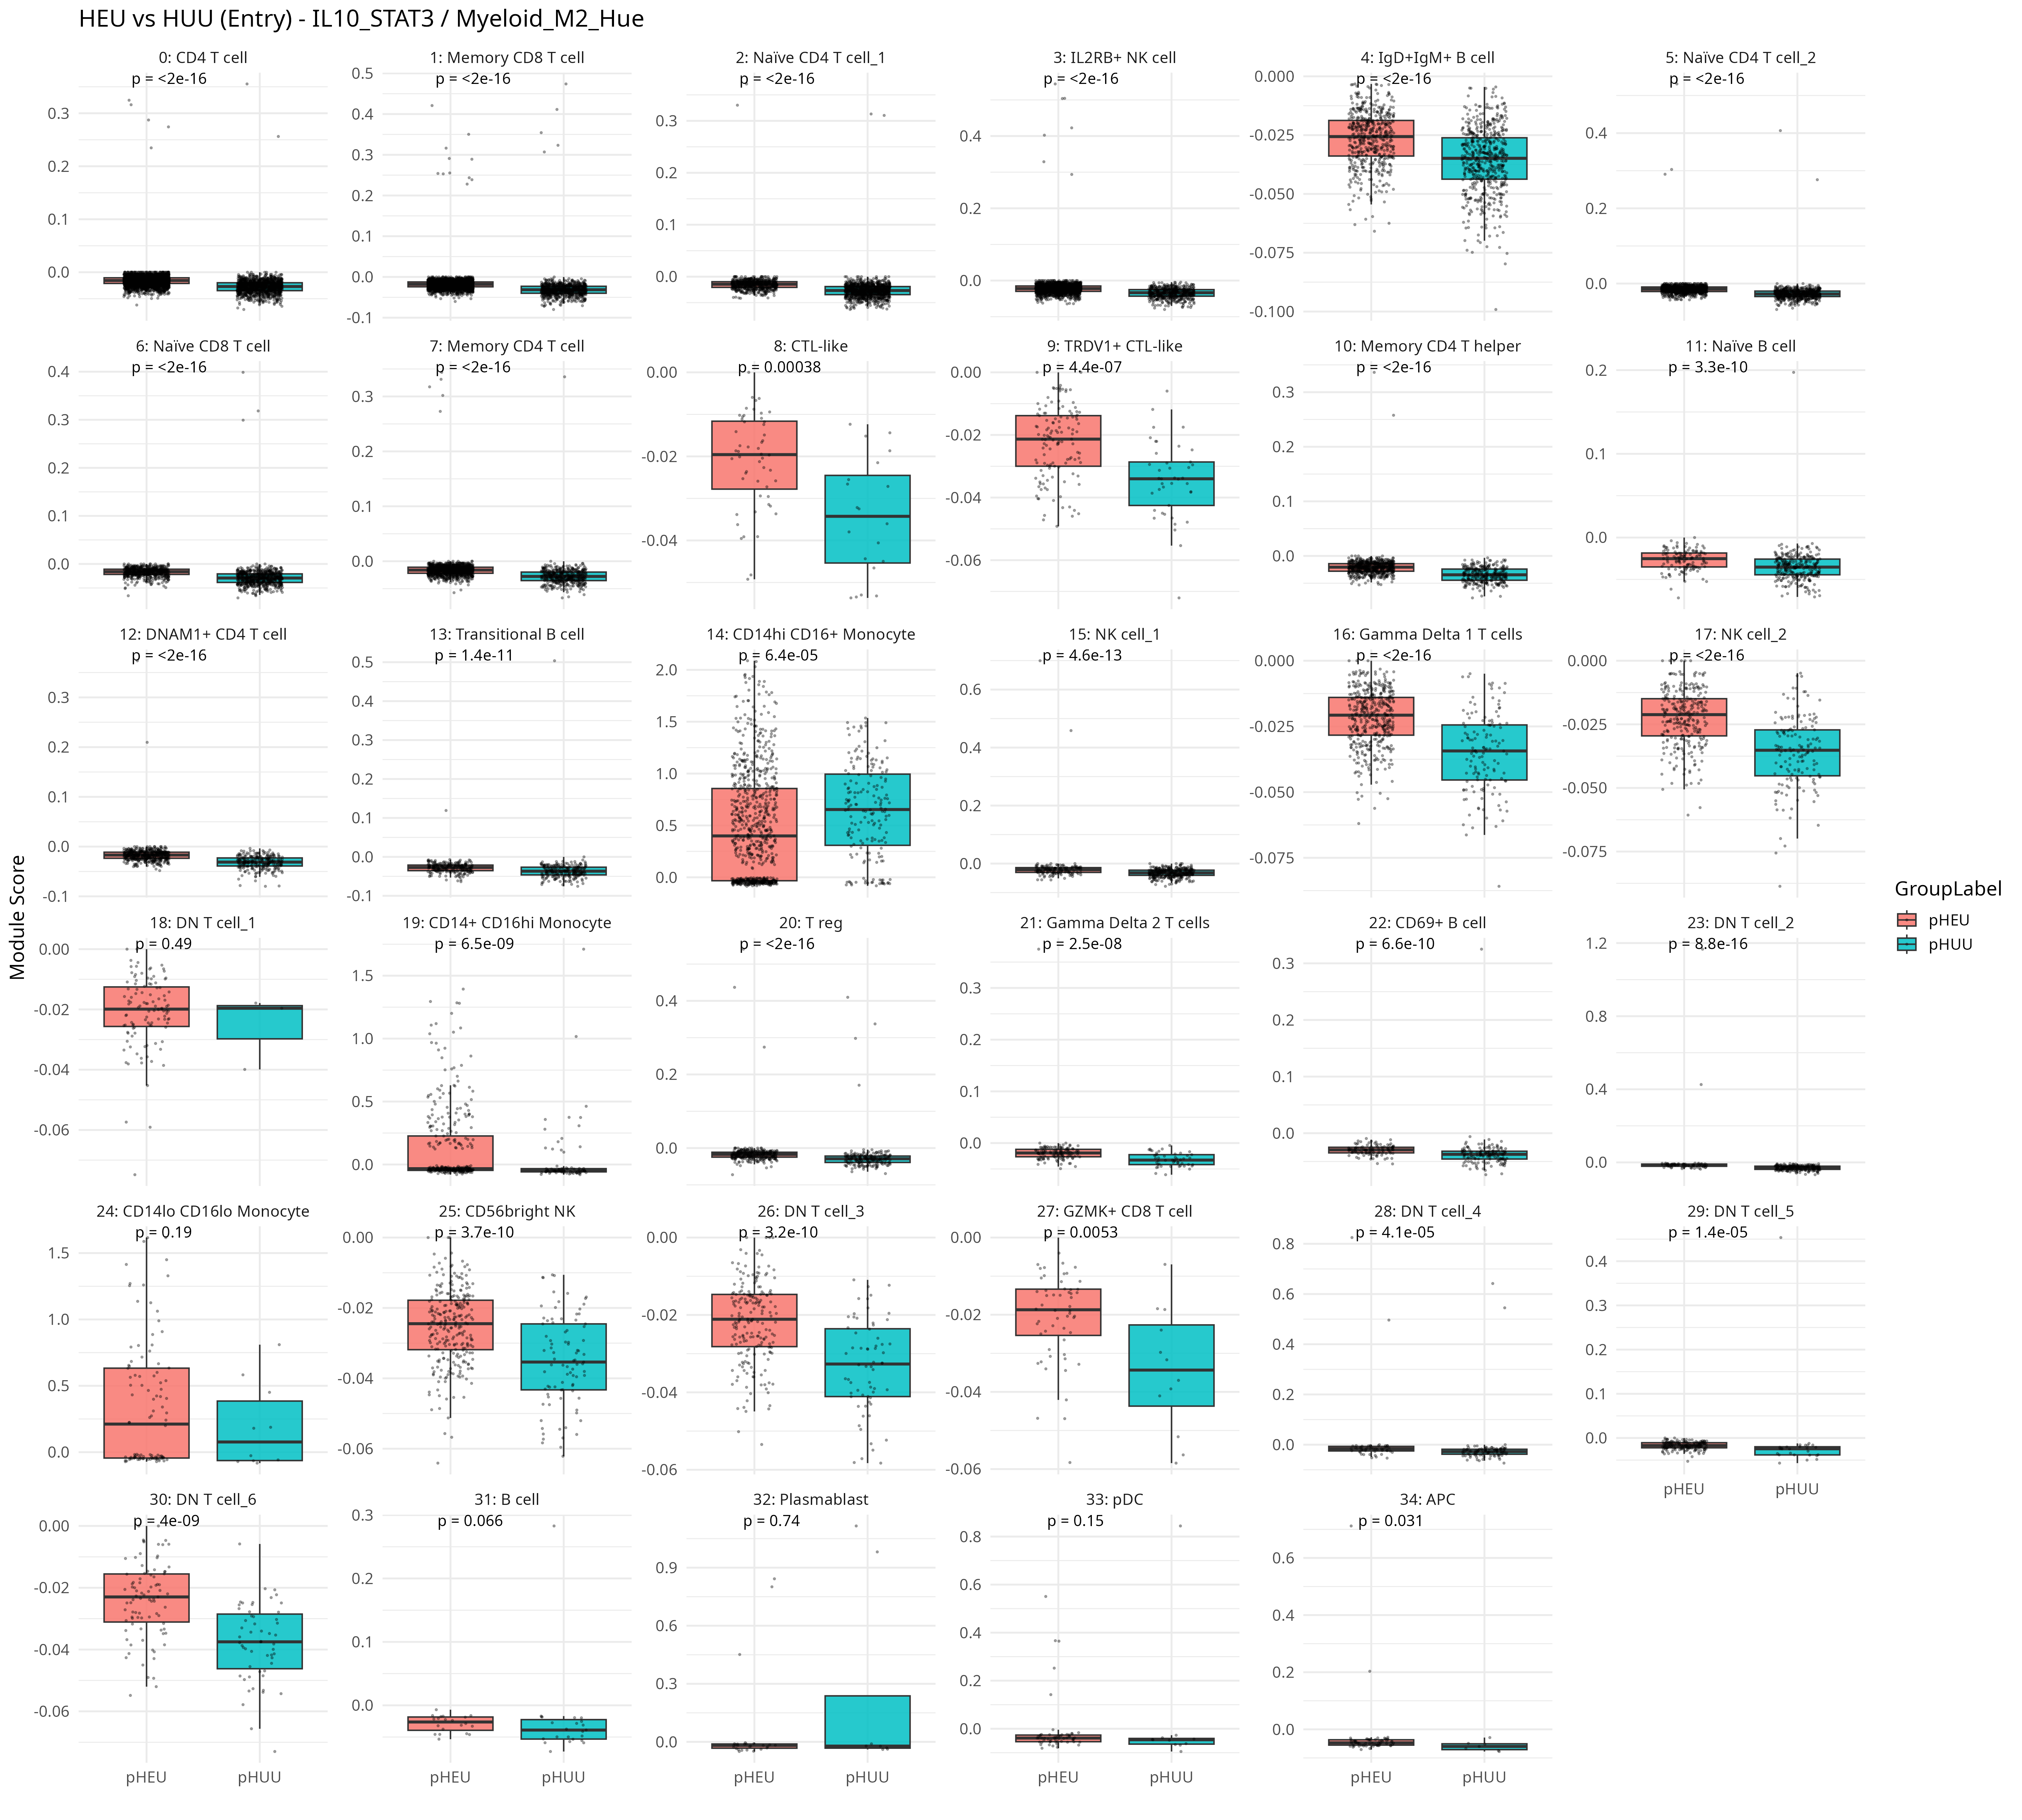 HEU vs HUU (Entry) - IL10_STAT3 / Myeloid_M2_Hue
Module Score
0: CD4 T cell
p = <2e-16
0.3
0.2
0.1
0.0
1: Memory CD8 T cell
p = <2e-16
0.5
0.4
0.3
0.2
0.1
0.0
-0.1
2: Naïve CD4 T cell_1
p = <2e-16
0.3
0.2
0.1
0.0
3: IL2RB+ NK cell
p = <2e-16
0.4
0.2
0.0
4: IgD+IgM+ B cell
p = <2e-16
0.000
-0.025
-0.050
-0.075
-0.100
5: Naïve CD4 T cell_2
p = <2e-16
0.4
0.2
0.0
6: Naïve CD8 T cell
p = <2e-16
0.4
0.3
0.2
0.1
0.0
7: Memory CD4 T cell
p = <2e-16
0.3
0.2
0.1
0.0
8: CTL-like
p = 0.00038
0.00
-0.02
-0.04
9: TRDV1+ CTL-like
p = 4.4e-07
0.00
-0.02
-0.04
-0.06
10: Memory CD4 T helper
p = <2e-16
0.3
0.2
0.1
0.0
11: Naïve B cell
p = 3.3e-10
0.2
0.1
0.0
12: DNAM1+ CD4 T cell
p = <2e-16
0.3
0.2
0.1
0.0
-0.1
13: Transitional B cell
p = 1.4e-11
0.5
0.4
0.3
0.2
0.1
0.0
-0.1
14: CD14hi CD16+ Monocyte
p = 6.4e-05
2.0
1.5
1.0
0.5
0.0
15: NK cell_1
p = 4.6e-13
0.6
0.4
0.2
0.0
16: Gamma Delta 1 T cells
p = <2e-16
0.000
-0.025
-0.050
-0.075
17: NK cell_2
p = <2e-16
0.000
-0.025
-0.050
-0.075
18: DN T cell_1
p = 0.49
0.00
-0.02
-0.04
-0.06
19: CD14+ CD16hi Monocyte
p = 6.5e-09
1.5
1.0
0.5
0.0
20: T reg
p = <2e-16
0.4
0.2
0.0
21: Gamma Delta 2 T cells
p = 2.5e-08
0.3
0.2
0.1
0.0
22: CD69+ B cell
p = 6.6e-10
0.3
0.2
0.1
0.0
23: DN T cell_2
p = 8.8e-16
1.2
0.8
0.4
0.0
24: CD14lo CD16lo Monocyte
p = 0.19
1.5
1.0
0.5
0.0
25: CD56bright NK
p = 3.7e-10
0.00
-0.02
-0.04
-0.06
26: DN T cell_3
p = 3.2e-10
0.00
-0.02
-0.04
-0.06
27: GZMK+ CD8 T cell
p = 0.0053
0.00
-0.02
-0.04
-0.06
28: DN T cell_4
p = 4.1e-05
0.8
0.6
0.4
0.2
0.0
29: DN T cell_5
p = 1.4e-05
0.4
0.3
0.2
0.1
0.0
pHEU pHUU
30: DN T cell_6
p = 4e-09
0.00
-0.02
-0.04
-0.06
pHEU pHUU
31: B cell
p = 0.066
0.3
0.2
0.1
0.0
pHEU pHUU
32: Plasmablast
p = 0.74
0.9
0.6
0.3
0.0
pHEU pHUU
33: pDC
p = 0.15
0.8
0.6
0.4
0.2
0.0
pHEU pHUU
34: APC
p = 0.031
0.6
0.4
0.2
0.0
pHEU pHUU
GroupLabel
pHEU
pHUU